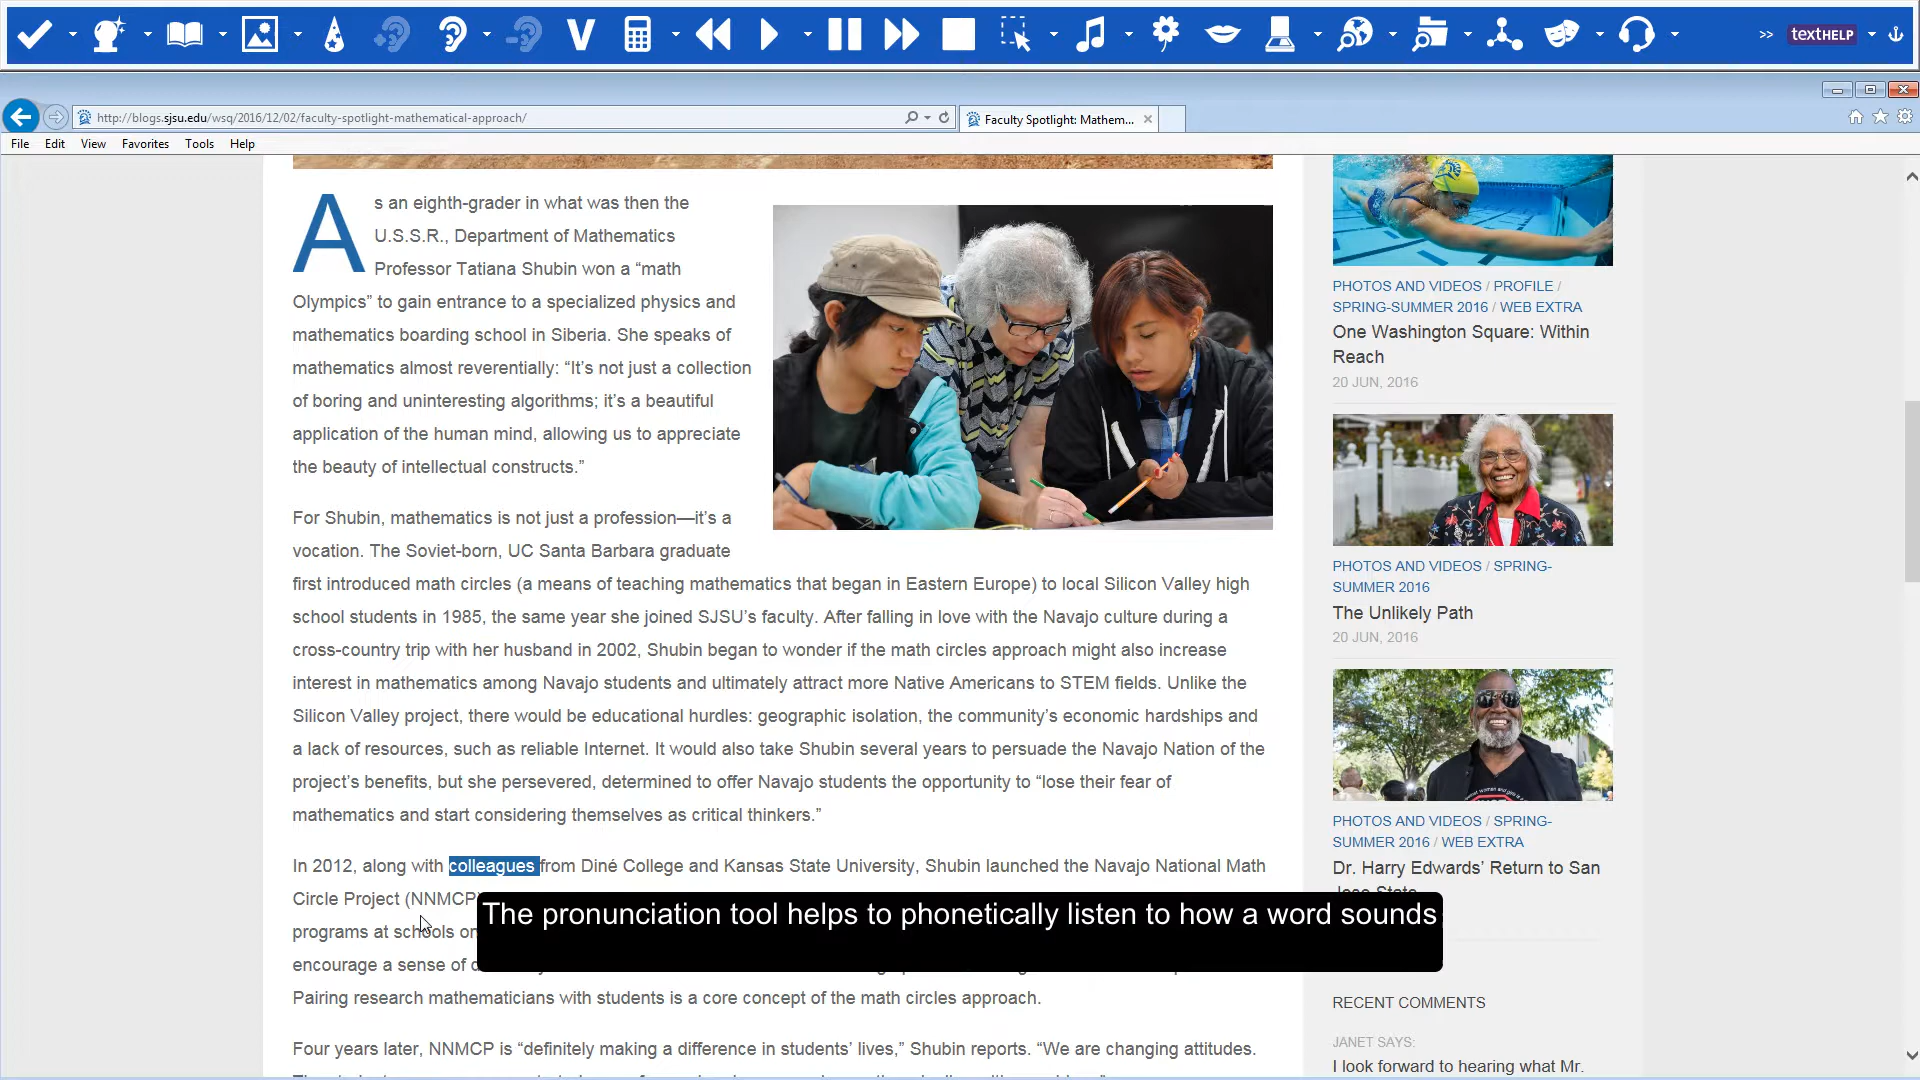 >> textHELP
http://blogs.sjsu.edu/wsq/2016/12/02/faculty-spotlight-mathematical-approach/
Faculty Spotlight: Mathem...
File Edit View Favorites Tools Help
As an eighth-grader in what was then the
U.S.S.R., Department of Mathematics
Professor Tatiana Shubin won a “math
Olympics” to gain entrance to a specialized physics and
mathematics boarding school in Siberia. She speaks of
mathematics almost reverentially: “It’s not just a collection
of boring and uninteresting algorithms; it’s a beautiful
application of the human mind, allowing us to appreciate
the beauty of intellectual constructs.”
For Shubin, mathematics is not just a profession—it’s a
vocation. The Soviet-born, UC Santa Barbara graduate
first introduced math circles (a means of teaching mathematics that began in Eastern Europe) to local Silicon Valley high
school students in 1985, the same year she joined SJSU’s faculty. After falling in love with the Navajo culture during a
cross-country trip with her husband in 2002, Shubin began to wonder if the math circles approach might also increase
interest in mathematics among Navajo students and ultimately attract more Native Americans to STEM fields. Unlike the
Silicon Valley project, there would be educational hurdles: geographic isolation, the community’s economic hardships and
a lack of resources, such as reliable Internet. It would also take Shubin several years to persuade the Navajo Nation of the
project’s benefits, but she persevered, determined to offer Navajo students the opportunity to “lose their fear of
mathematics and start considering themselves as critical thinkers.”
In 2012, along with colleagues from Diné College and Kansas State University, Shubin launched the Navajo National Math
Circle Project (NNMCP
programs at schools
encourage a sense of
Pairing research mathematicians with students is a core concept of the math circles approach.
Four years later, NNMCP is “definitely making a difference in students’ lives,” Shubin reports. “We are changing attitudes.
The pronunciation tool helps to phonetically listen to how a word sounds
PHOTOS AND VIDEOS / PROFILE /
SPRING-SUMMER 2016 / WEB EXTRA
One Washington Square: Within
Reach
20 JUN, 2016
PHOTOS AND VIDEOS / SPRING-
SUMMER 2016
The Unlikely Path
20 JUN, 2016
PHOTOS AND VIDEOS / SPRING-
SUMMER 2016 / WEB EXTRA
Dr. Harry Edwards’ Return to San
Jose State
RECENT COMMENTS
JANET SAYS:
I look forward to hearing what Mr.